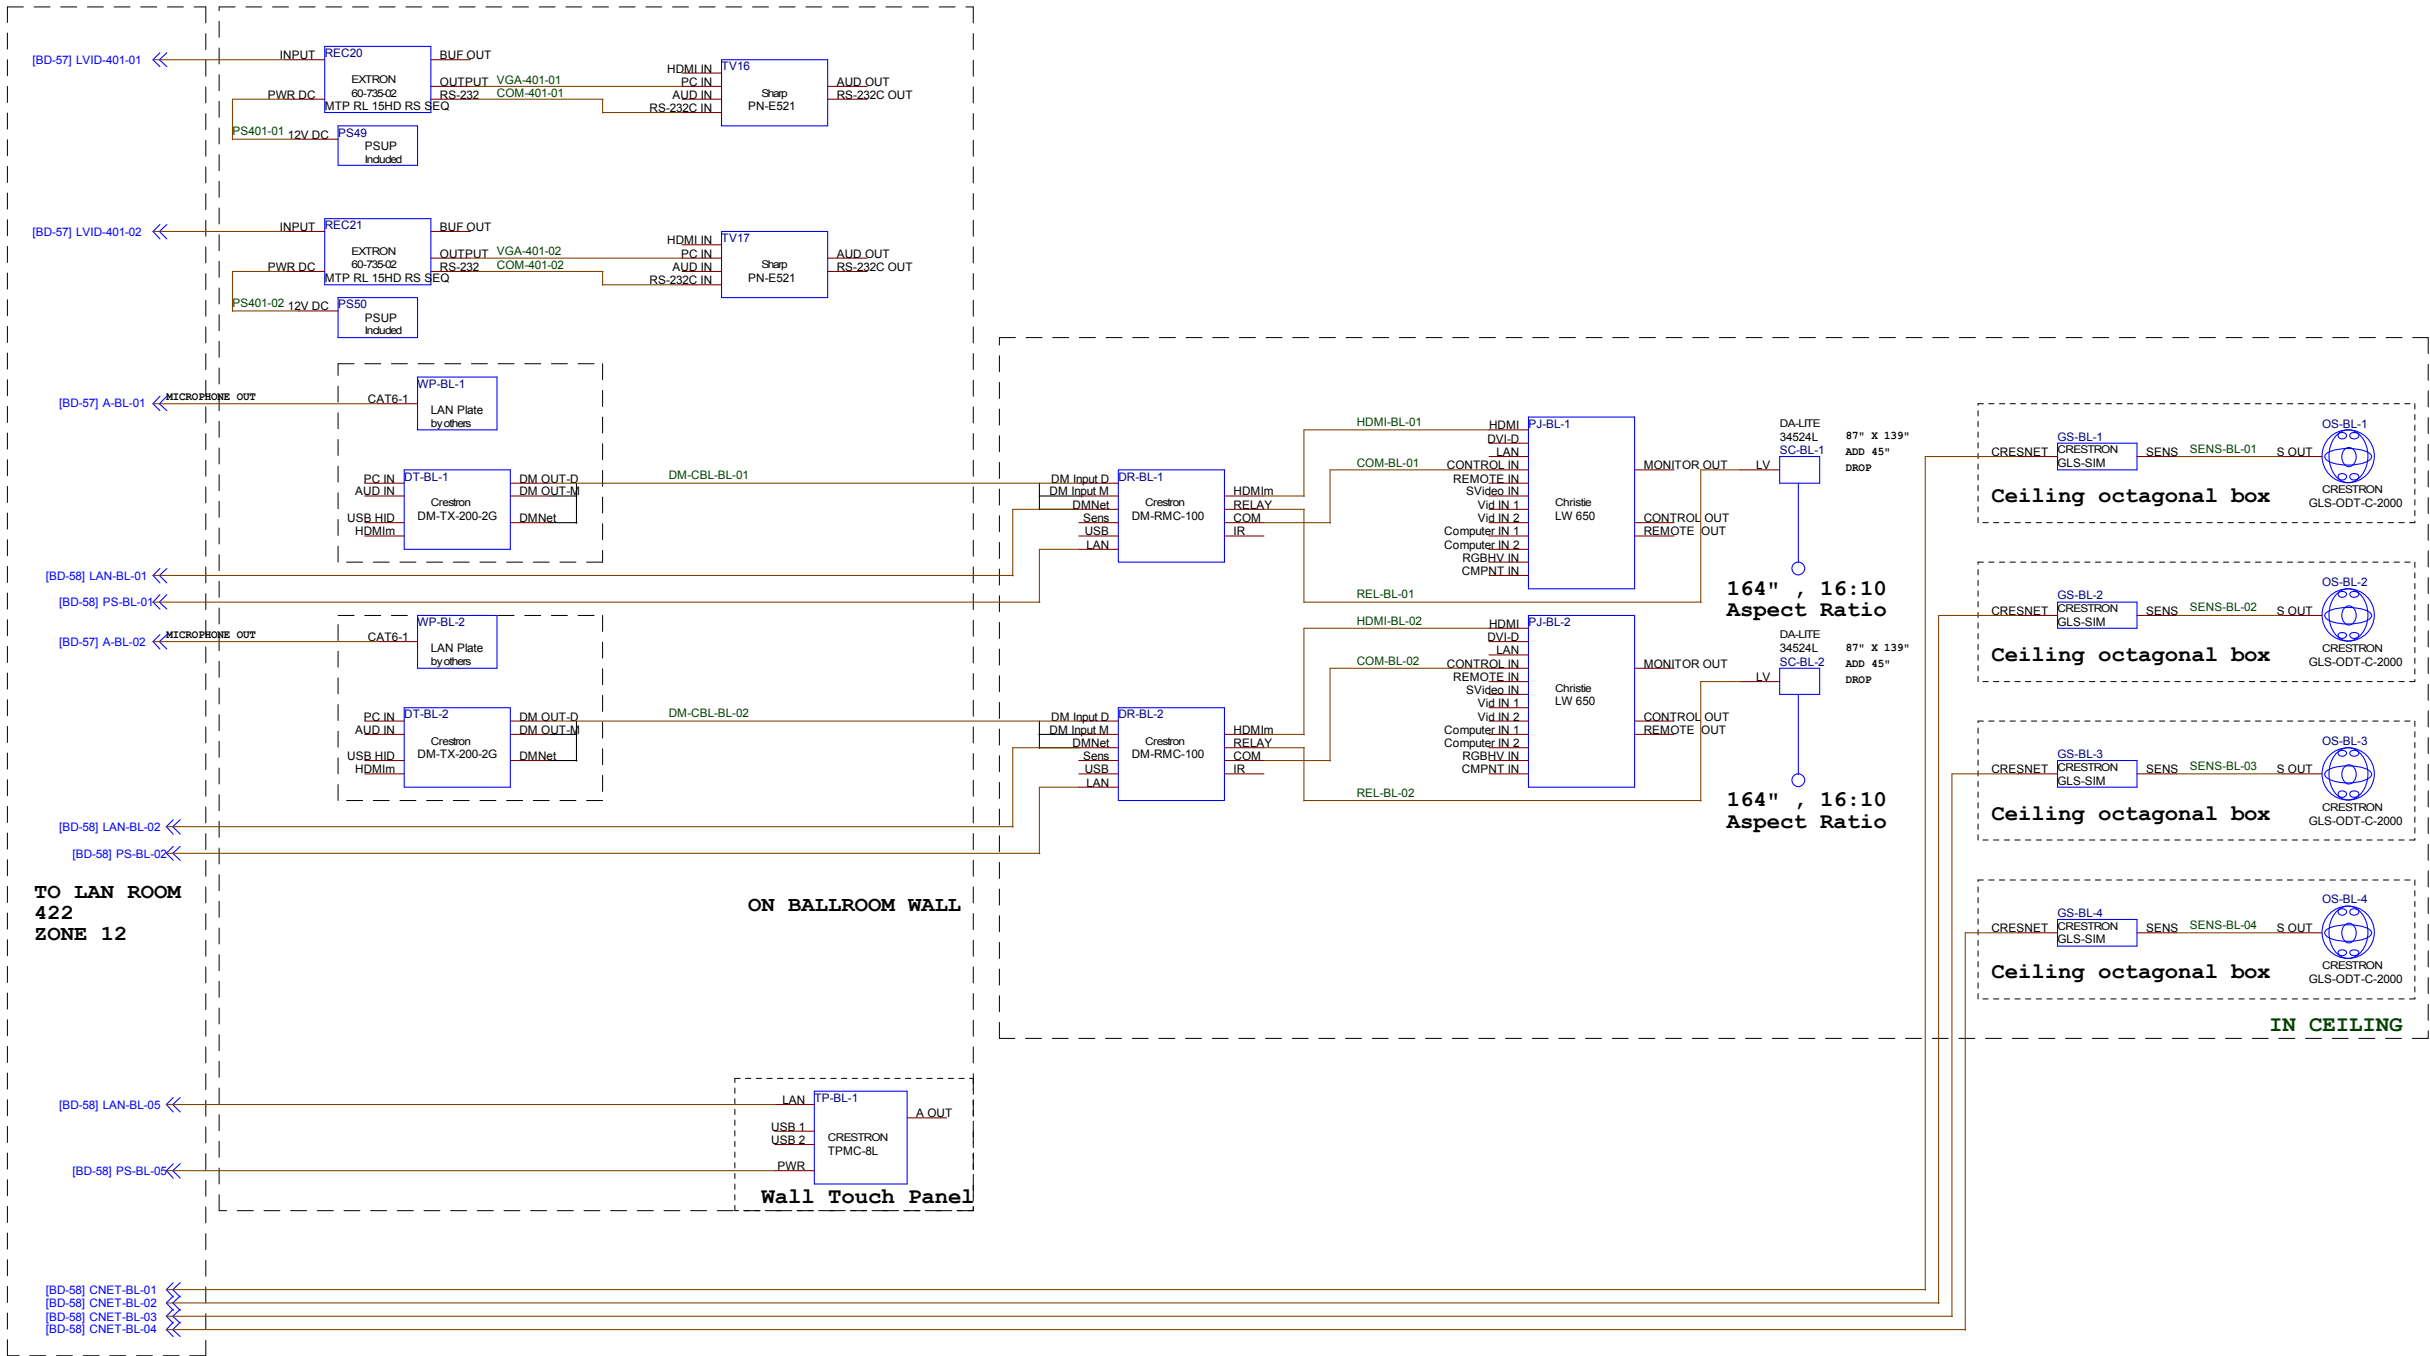 [BD-57] LVID-401-01
INPUT
REC20
BUF OUT
EXTRON
60-735-02
MTP RL 15HD RS SEQ
PWR DC
OUTPUT
VGA-401-01
RS-232
COM-401-01
PS401-01
12V DC
PS49
PSUP
Included
HDMI IN
PC IN
AUD IN
RS-232C IN
TV16
Sharp
PN-E521
AUD OUT
RS-232C OUT
[BD-57] LVID-401-02
INPUT
REC21
BUF OUT
EXTRON
60-735-02
MTP RL 15HD RS SEQ
PWR DC
OUTPUT
VGA-401-02
RS-232
COM-401-02
PS401-02
12V DC
PS50
PSUP
Included
HDMI IN
PC IN
AUD IN
RS-232C IN
TV17
Sharp
PN-E521
AUD OUT
RS-232C OUT
[BD-57] A-BL-01
MICROPHONE OUT
CAT6-1
WP-BL-1
LAN Plate
by others
PC IN
AUD IN
USB HID
HDMIm
DT-BL-1
Crestron
DM-TX-200-2G
DM OUT-D
DM OUT-M
DMNet
DM-CBL-BL-01
DM Input D
DM Input M
DMNet
Sens
USB
LAN
DR-BL-1
Crestron
DM-RMC-100
HDMIm
RELAY
COM
IR
HDMI-BL-01
COM-BL-01
REL-BL-01
HDMI
DVI-D
LAN
CONTROL IN
REMOTE IN
SVideo IN
Vid IN 1
Vid IN 2
Computer IN 1
Computer IN 2
RGBHV IN
CMPNT IN
PJ-BL-1
Christie
LW 650
MONITOR OUT
CONTROL OUT
REMOTE OUT
LV
DA-LITE
34524L
SC-BL-1
87" X 139"
ADD 45"
DROP
164" , 16:10
Aspect Ratio
[BD-58] LAN-BL-01
[BD-58] PS-BL-01
[BD-57] A-BL-02
MICROPHONE OUT
CAT6-1
WP-BL-2
LAN Plate
by others
PC IN
AUD IN
USB HID
HDMIm
DT-BL-2
Crestron
DM-TX-200-2G
DM OUT-D
DM OUT-M
DMNet
DM-CBL-BL-02
DM Input D
DM Input M
DMNet
Sens
USB
LAN
DR-BL-2
Crestron
DM-RMC-100
HDMIm
RELAY
COM
IR
HDMI-BL-02
COM-BL-02
REL-BL-02
HDMI
DVI-D
LAN
CONTROL IN
REMOTE IN
SVideo IN
Vid IN 1
Vid IN 2
Computer IN 1
Computer IN 2
RGBHV IN
CMPNT IN
PJ-BL-2
Christie
LW 650
MONITOR OUT
CONTROL OUT
REMOTE OUT
LV
DA-LITE
34524L
SC-BL-2
87" X 139"
ADD 45"
DROP
164" , 16:10
Aspect Ratio
[BD-58] LAN-BL-02
[BD-58] PS-BL-02
CRESNET
GS-BL-1
CRESTRON
GLS-SIM
SENS
SENS-BL-01
S OUT
OS-BL-1
CRESTRON
GLS-ODT-C-2000
Ceiling octagonal box
CRESNET
GS-BL-2
CRESTRON
GLS-SIM
SENS
SENS-BL-02
S OUT
OS-BL-2
CRESTRON
GLS-ODT-C-2000
Ceiling octagonal box
CRESNET
GS-BL-3
CRESTRON
GLS-SIM
SENS
SENS-BL-03
S OUT
OS-BL-3
CRESTRON
GLS-ODT-C-2000
Ceiling octagonal box
CRESNET
GS-BL-4
CRESTRON
GLS-SIM
SENS
SENS-BL-04
S OUT
OS-BL-4
CRESTRON
GLS-ODT-C-2000
Ceiling octagonal box
IN CEILING
TO LAN ROOM
422
ZONE 12
ON BALLROOM WALL
[BD-58] LAN-BL-05
[BD-58] PS-BL-05
LAN
USB 1
USB 2
PWR
TP-BL-1
CRESTRON
TPMC-8L
A OUT
Wall Touch Panel
[BD-58] CNET-BL-01
[BD-58] CNET-BL-02
[BD-58] CNET-BL-03
[BD-58] CNET-BL-04